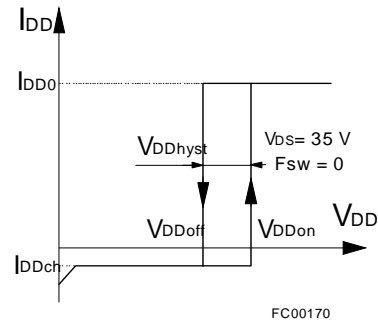 IDD
IDD0
VDDhyst
VDS= 35 V
Fsw = 0
VDDoff
VDDon
VDD
IDDch
FC00170